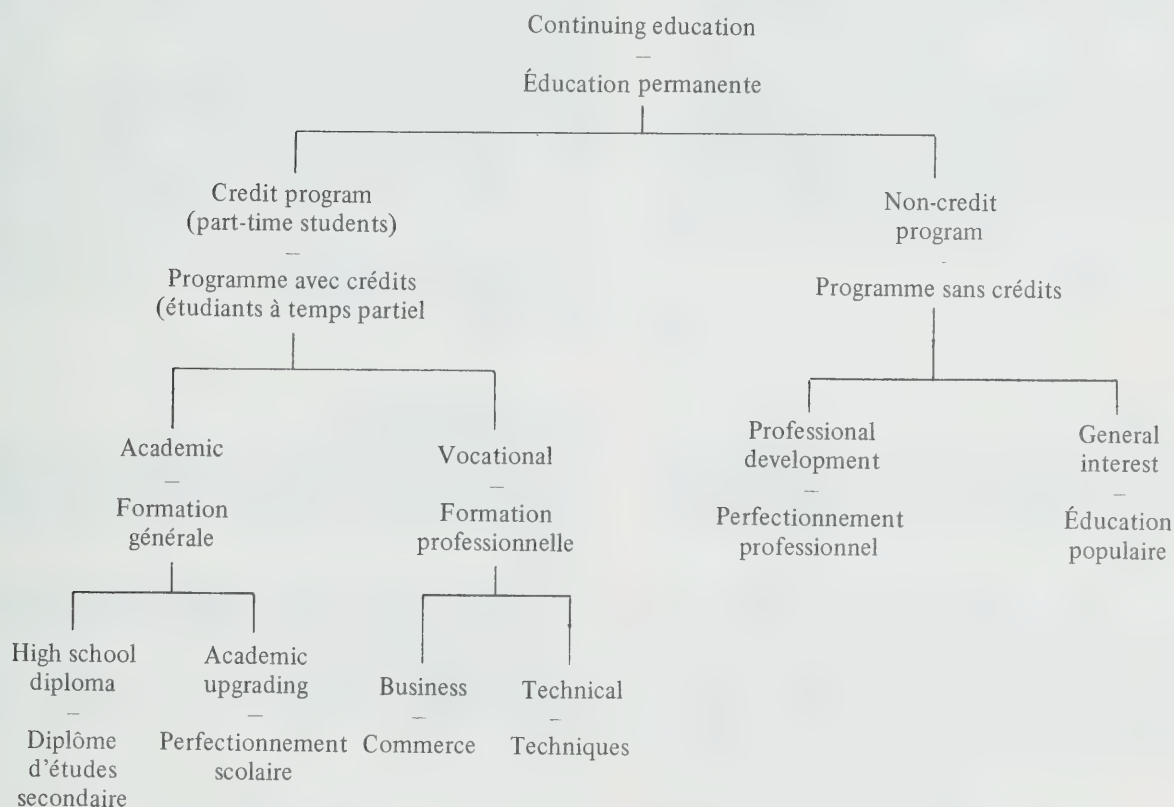 Continuing education
—
Éducation permanente
Credit program
(part-time students)
—
Programme avec crédits
(étudiants à temps partiel
Non-credit
program
-
Programme sans crédits
Academic
—
Formation
générale
Vocational
—
Formation
professionnelle
Professional
development
—
Perfectionnement
professionnel
General
interest
—
Éducation
populaire
High school
diploma
—
Diplôme
d'études
secondaire
Academic
upgrading
—
Perfectionnement
scolaire
Business
—
Commerce
Technical
—
Techniques